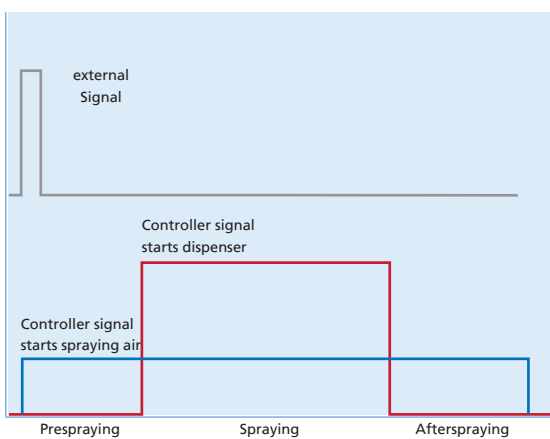 external
Signal
Controller signal
starts dispenser
Controller signal
starts spraying air
Prespraying
Spraying
Afterspraying